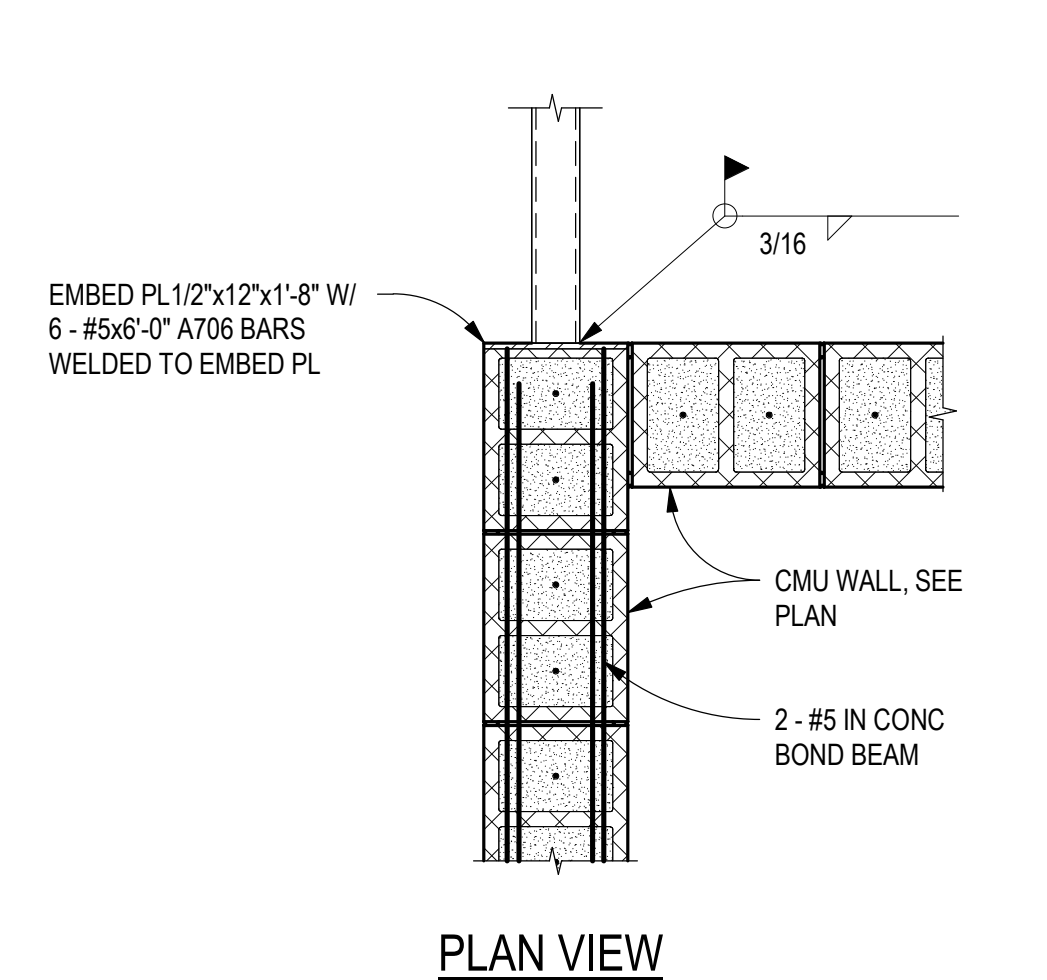 3/16
EMBED PL1/2"x12"x1'-8" W/
6 - #5x6'-0" A706 BARS
WELDED TO EMBED PL
CMU WALL, SEE
PLAN
2 - #5 IN CONC
BOND BEAM
PLAN VIEW